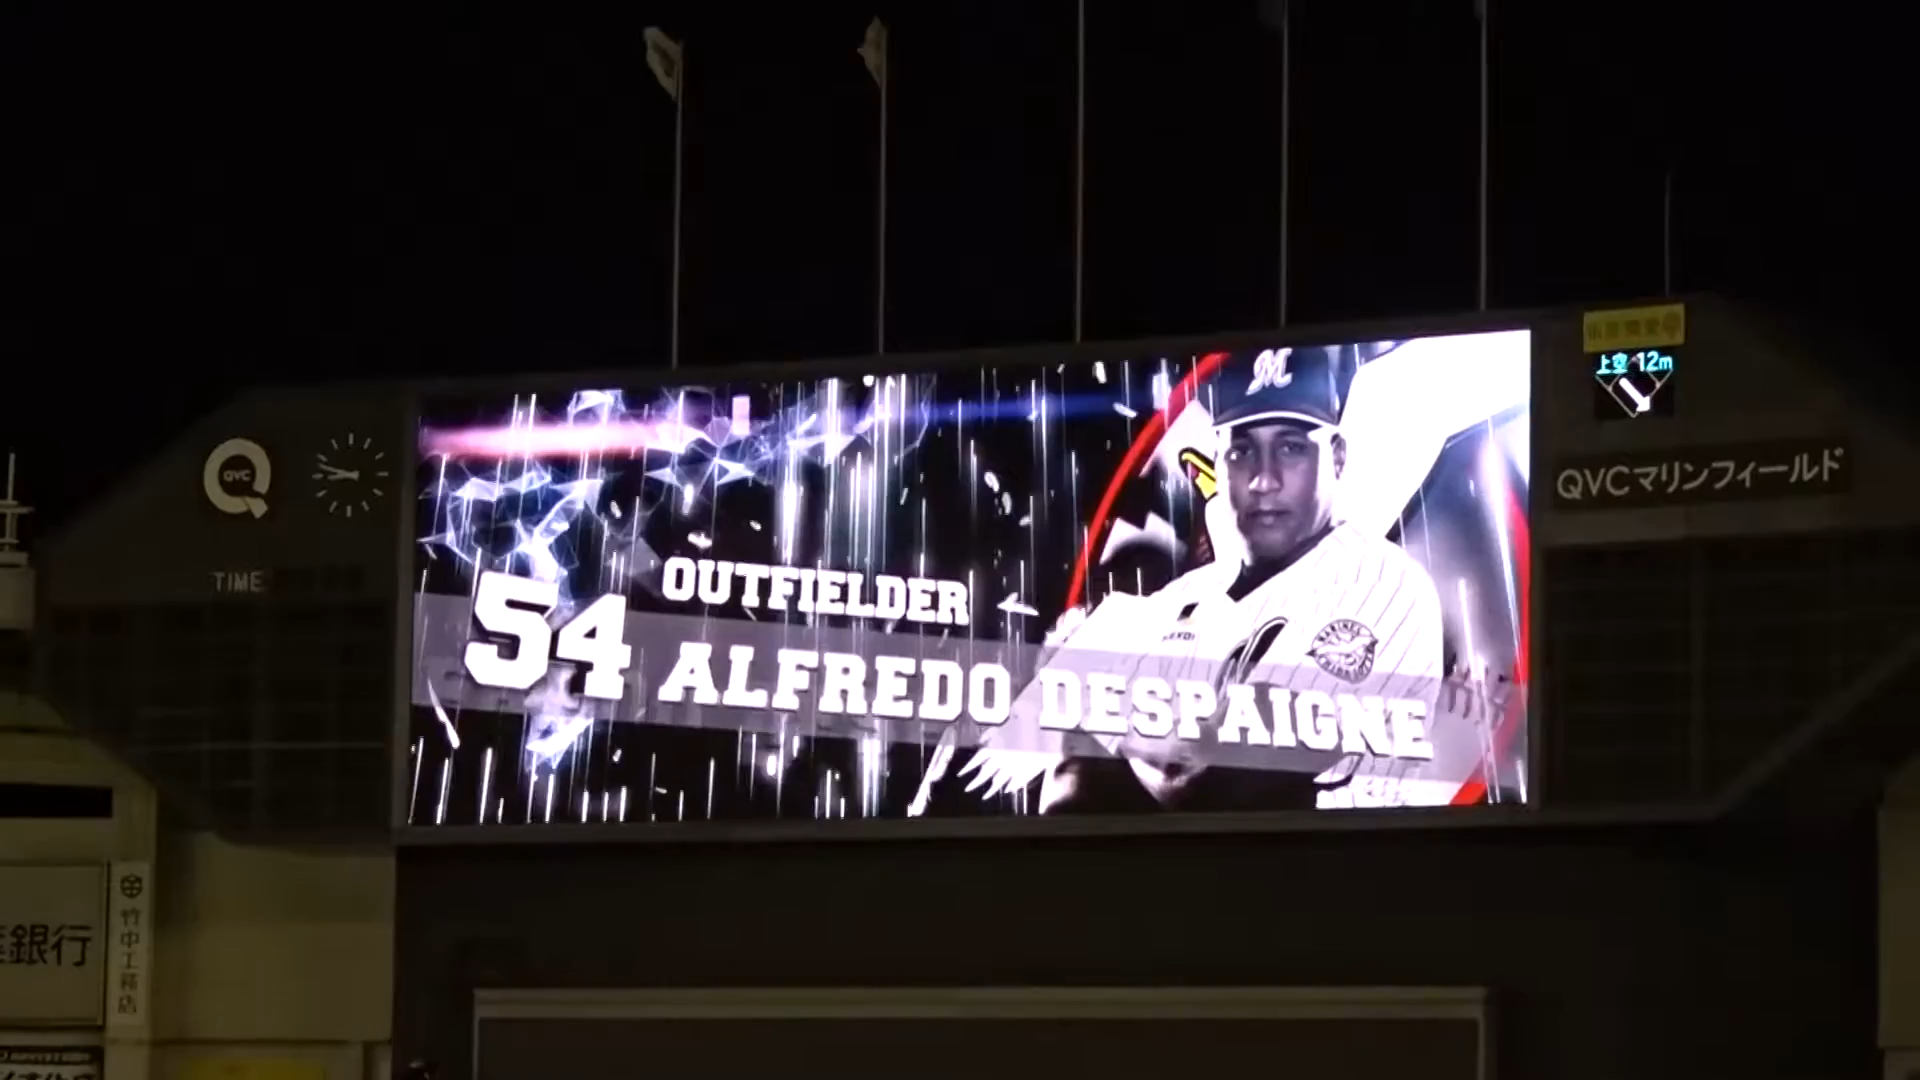 上空 12m
QVC
QVCマリンフィールド
TIME
OUTFIELDER
54 ALFREDO DESPAIGNE
M
MARINES
銀行
竹中工務店